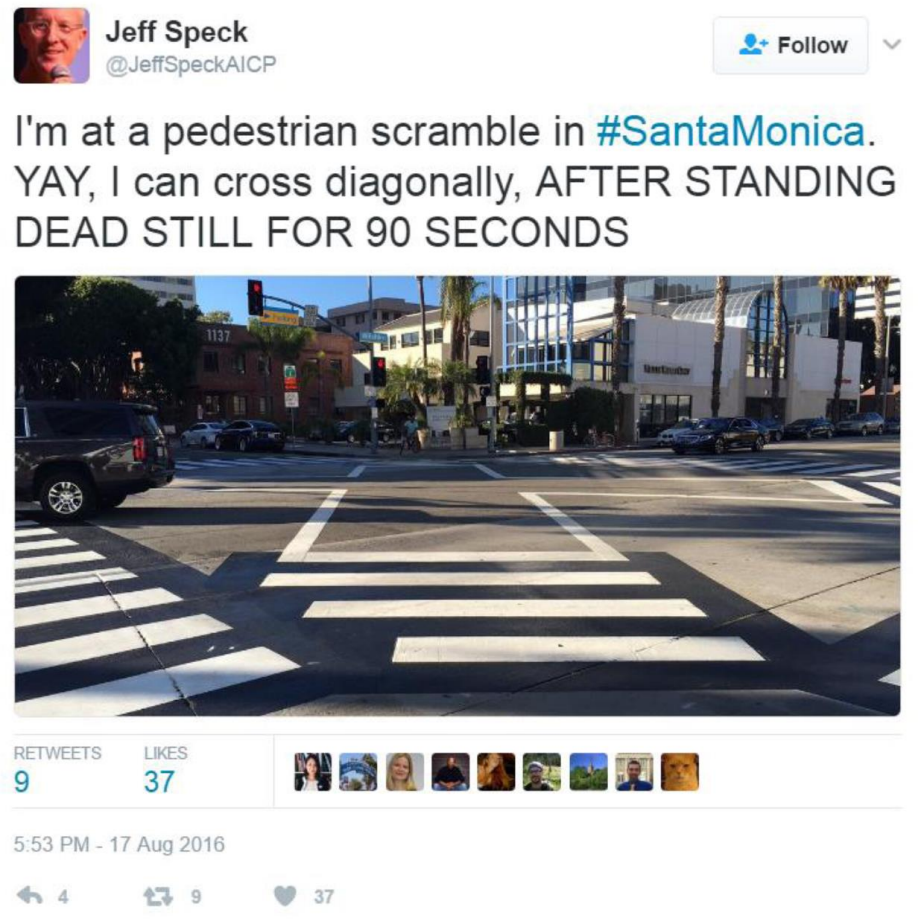 Jeff Speck
@JeffSpeckAICP
Follow
I'm at a pedestrian scramble in #SantaMonica.
YAY, I can cross diagonally, AFTER STANDING
DEAD STILL FOR 90 SECONDS
1137
RETWEETS LIKES
9 37
5:53 PM - 17 Aug 2016
4 9 37